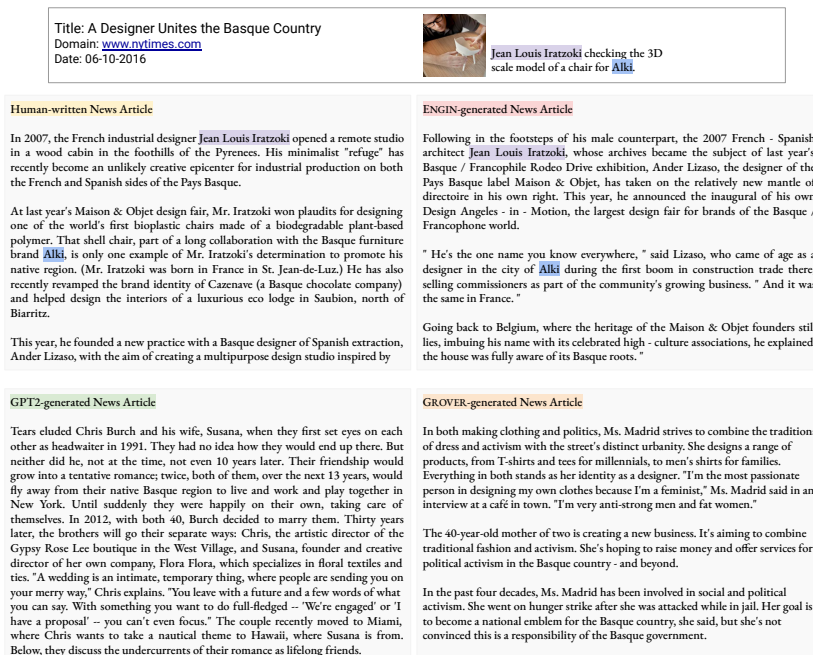 Title: A Designer Unites the Basque Country
Domain: www.nytimes.com
Date: 06-10-2016
Jean Louis Iratzoki checking the 3D
scale model of a chair for Alki.
Human-written News Article
In 2007, the French industrial designer Jean Louis Iratzoki opened a remote studio
in a wood cabin in the foothills of the Pyrenees. His minimalist "refuge" has
recently become an unlikely creative epicenter for industrial production on both
the French and Spanish sides of the Pays Basque.
At last year's Maison & Objet design fair, Mr. Iratzoki won plaudits for designing
one of the world's first bioplastic chairs made of a biodegradable plant-based
polymer. That shell chair, part of a long collaboration with the Basque furniture
brand Alki, is only one example of Mr. Iratzoki's determination to promote his
native region. (Mr. Iratzoki was born in France in St. Jean-de-Luz.) He has also
recently revamped the brand identity of Cazenave (a Basque chocolate company)
and helped design the interiors of a luxurious eco lodge in Saubion, north of
Biarritz.
This year, he founded a new practice with a Basque designer of Spanish extraction,
Ander Lizaso, with the aim of creating a multipurpose design studio inspired by
ENGIN-generated News Article
Following in the footsteps of his male counterpart, the 2007 French - Spanish
architect Jean Louis Iratzoki, whose archives became the subject of last year's
Basque / Francophile Rodeo Drive exhibition, Ander Lizaso, the designer of the
Pays Basque label Maison & Objet, has taken on the relatively new mantle of
directoire in his own right. This year, he announced the inaugural of his own
Design Angeles - in - Motion, the largest design fair for brands of the Basque /
Francophone world.
" He's the one name you know everywhere, " said Lizaso, who came of age as a
designer in the city of Alki during the first boom in construction trade there
selling commissioners as part of the community's growing business. " And it was
the same in France. "
Going back to Belgium, where the heritage of the Maison & Objet founders still
lies, imbuing his name with its celebrated high - culture associations, he explained
the house was fully aware of its Basque roots. "
GPT2-generated News Article
Tears eluded Chris Burch and his wife, Susana, when they first set eyes on each
other as headwaiter in 1991. They had no idea how they would end up there. But
neither did he, not at the time, not even 10 years later. Their friendship would
grow into a tentative romance; twice, both of them, over the next 13 years, would
fly away from their native Basque region to live and work and play together in
New York. Until suddenly they were happily on their own, taking care of
themselves. In 2012, with both 40, Burch decided to marry them. Thirty years
later, the brothers will go their separate ways: Chris, the artistic director of the
Gypsy Rose Lee boutique in the West Village, and Susana, founder and creative
director of her own company, Flora Flora, which specializes in floral textiles and
ties. "A wedding is an intimate, temporary thing, where people are sending you on
your merry way," Chris explains. "You leave with a future and a few words of what
you can say. With something you want to do full-fledged -- 'We're engaged' or 'I
have a proposal' -- you can't even focus." The couple recently moved to Miami,
where Chris wants to take a nautical theme to Hawaii, where Susana is from.
Below, they discuss the undercurrents of their romance as lifelong friends.
GROVER-generated News Article
In both making clothing and politics, Ms. Madrid strives to combine the traditions
of dress and activism with the street's distinct urbanity. She designs a range of
products, from T-shirts and tees for millennials, to men's shirts for families.
Everything in both stands as her identity as a designer. "I'm the most passionate
person in designing my own clothes because I'm a feminist," Ms. Madrid said in an
interview at a café in town. "I'm very anti-strong men and fat women."
The 40-year-old mother of two is creating a new business. It's aiming to combine
traditional fashion and activism. She's hoping to raise money and offer services for
political activism in the Basque country - and beyond.
In the past four decades, Ms. Madrid has been involved in social and political
activism. She went on hunger strike after she was attacked while in jail. Her goal is
to become a national emblem for the Basque country, she said, but she's not
convinced this is a responsibility of the Basque government.